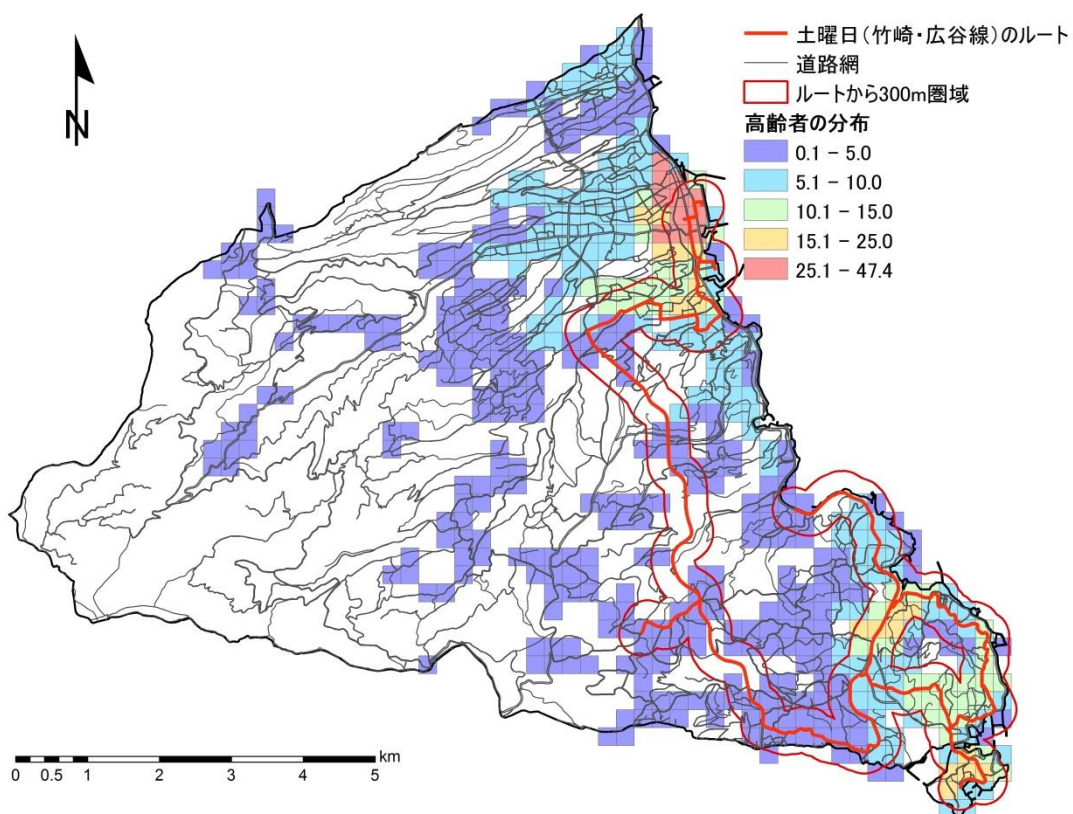 N
土曜日(竹崎・広谷線)のルート
道路網
ルートから300m圏域
高齢者の分布
0.1 - 5.0
5.1 - 10.0
10.1 - 15.0
15.1 - 25.0
25.1 - 47.4
km
0 0.5 1 2 3 4 5